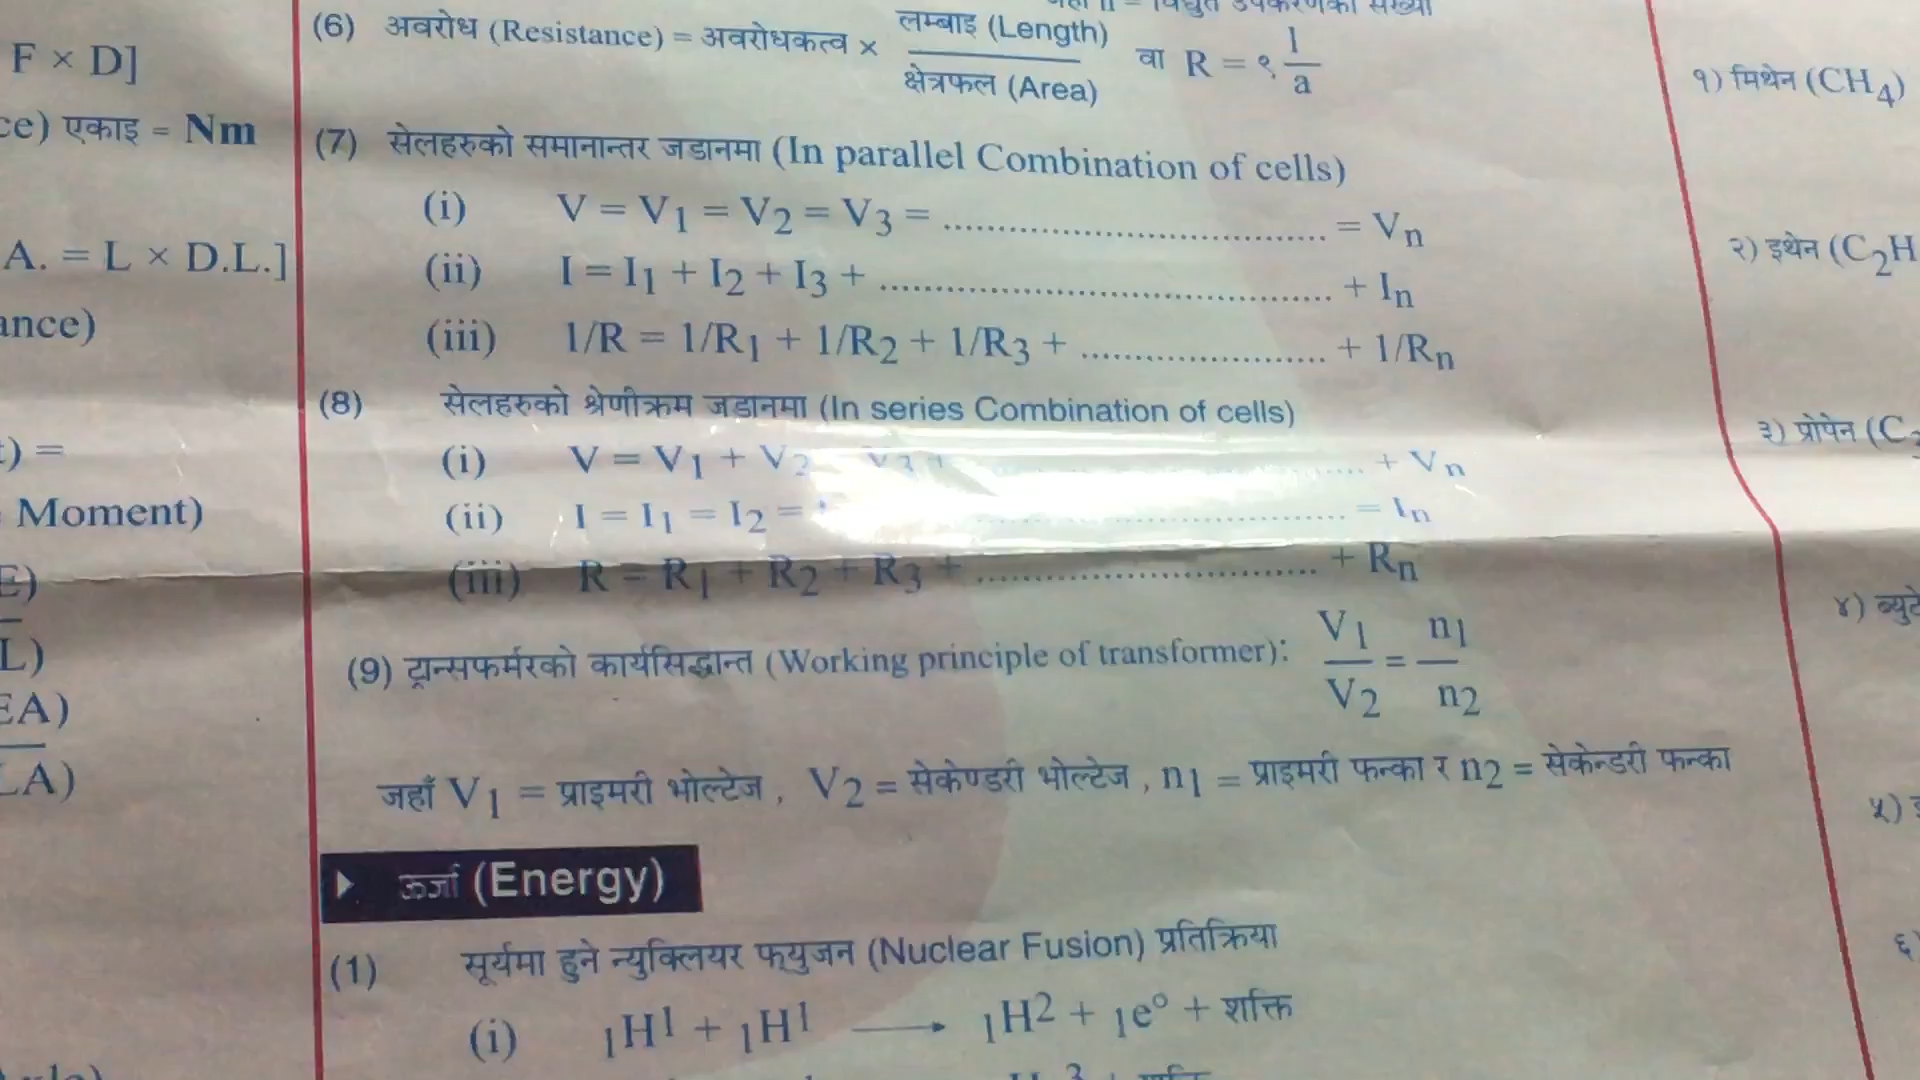 F × D]
एकाइ = Nm
A. = L × D.L.]
Moment)
(6) अवरोध (Resistance) = अवरोधकत्व × लम्बाइ (Length) / क्षेत्रफल (Area) वा R = १ l / a
(7) सेलहरुको समानान्तर जडानमा (In parallel Combination of cells)
(i) V = V1 = V2 = V3 = ........................................ = Vn
(ii) I = I1 + I2 + I3 + ........................................ + In
(iii) 1/R = 1/R1 + 1/R2 + 1/R3 + ........................ + 1/Rn
(8) सेलहरुको श्रेणीक्रम जडानमा (In series Combination of cells)
(i) V = V1 + V2 V3 + ........ + Vn
(ii) I = I1 = I2 = ........................ = In
(iii) R = R1 + R2 + R3 + ................................ + Rn
(9) ट्रान्सफर्मरको कार्यसिद्धान्त (Working principle of transformer): V1 / V2 = n1 / n2
जहाँ V1 = प्राइमरी भोल्टेज , V2 = सेकेण्डरी भोल्टेज , n1 = प्राइमरी फन्का र n2 = सेकेन्डरी फन्का
ऊर्जा (Energy)
(1) सूर्यमा हुने न्युक्लियर फ्युजन (Nuclear Fusion) प्रतिक्रिया
(i) 1H1 + 1H1 → 1H2 + 1e° + शक्ति
१) मिथेन (CH4)
२) इथेन (C2H
३) प्रोपेन (C3
४)
५)
६)